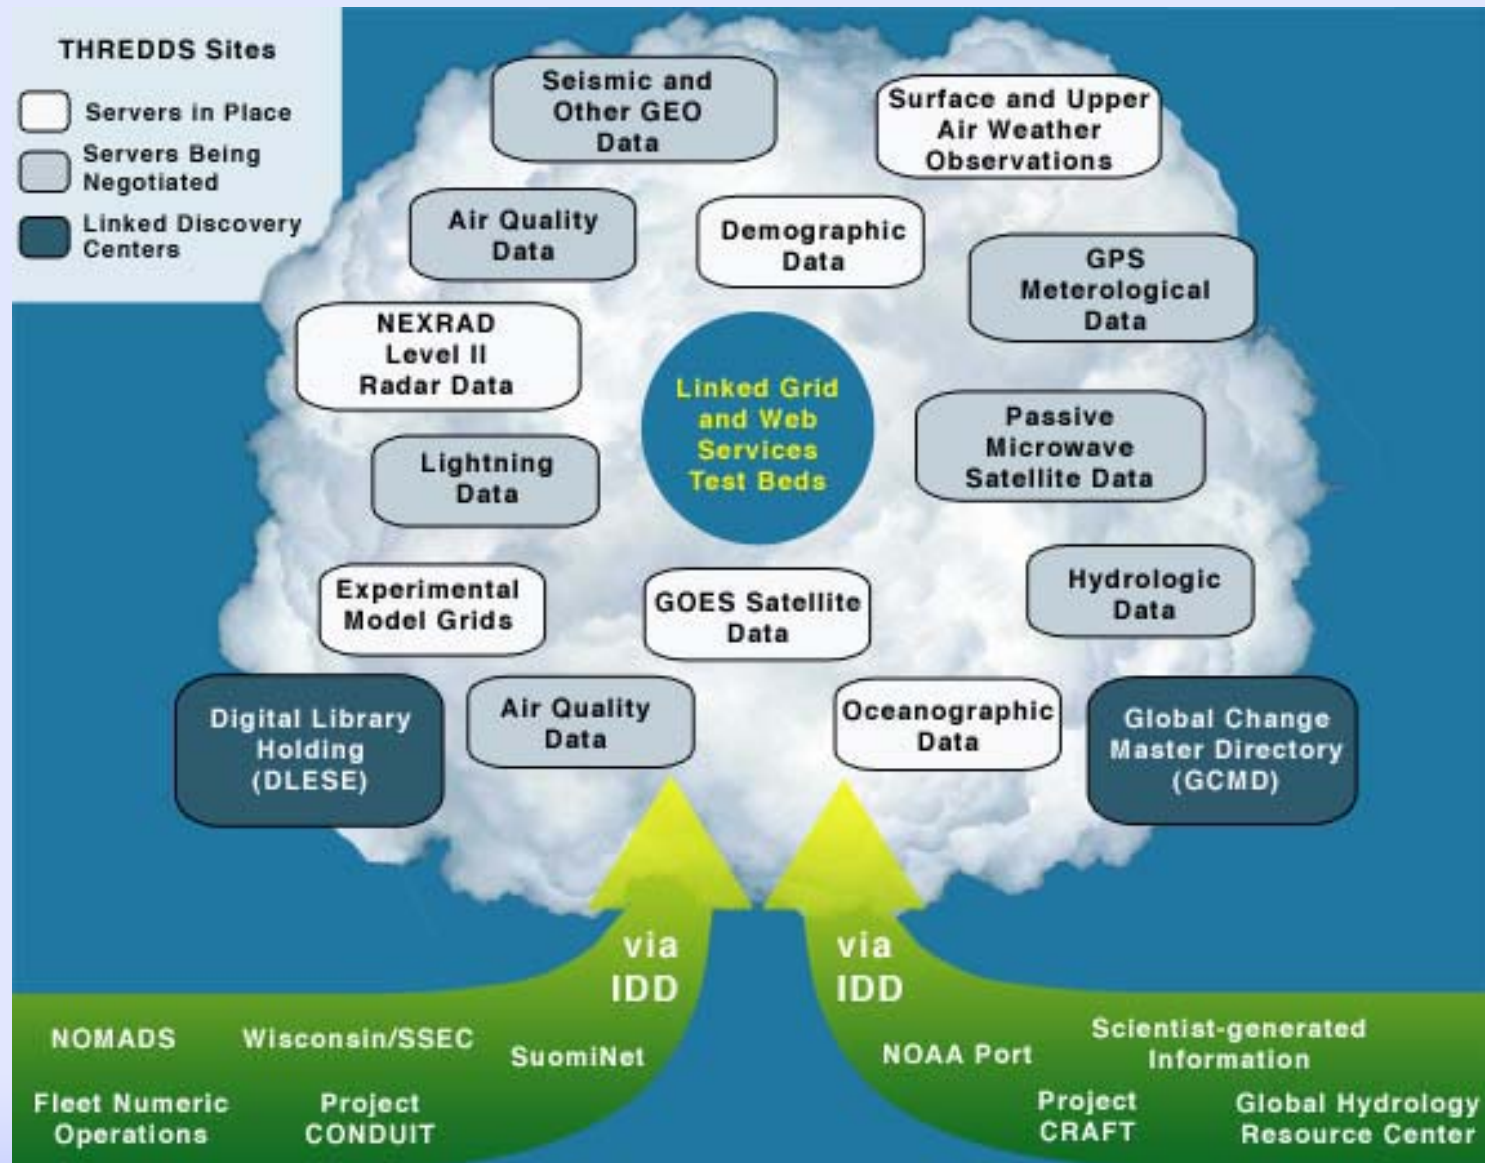 THREDDS Sites
Servers in Place
Servers Being
Negotiated
Linked Discovery
Centers
Seismic and
Other GEO
Data
Surface and Upper
Air Weather
Observations
Air Quality
Data
Demographic
Data
GPS
Meterological
Data
NEXRAD
Level II
Radar Data
Linked Grid
and Web
Services
Test Beds
Passive
Microwave
Satellite Data
Lightning
Data
Experimental
Model Grids
GOES Satellite
Data
Hydrologic
Data
Digital Library
Holding
(DLESE)
Air Quality
Data
Oceanographic
Data
Global Change
Master Directory
(GCMD)
via
IDD
via
IDD
NOMADS
Wisconsin/SSEC
SuomiNet
Fleet Numeric
Operations
Project
CONDUIT
NOAA Port
Scientist-generated
Information
Project
CRAFT
Global Hydrology
Resource Center